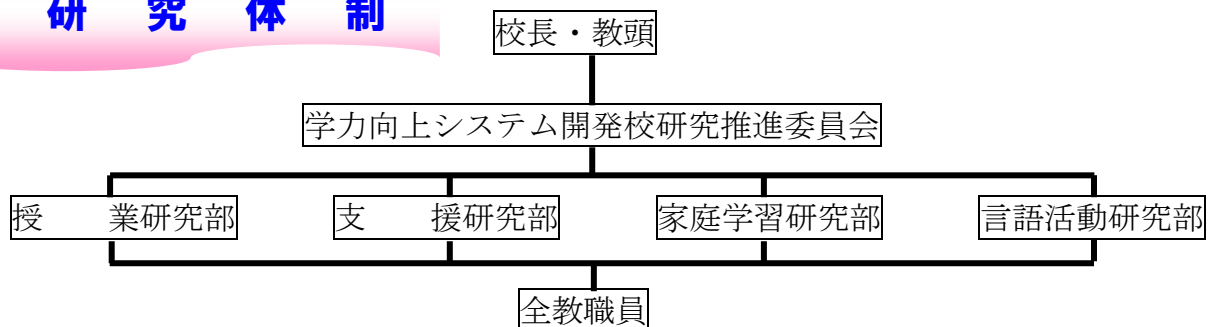 研究体制
校長・教頭
学力向上システム開発校研究推進委員会
授　　業研究部　支　　援研究部　家庭学習研究部　言語活動研究部
全教職員